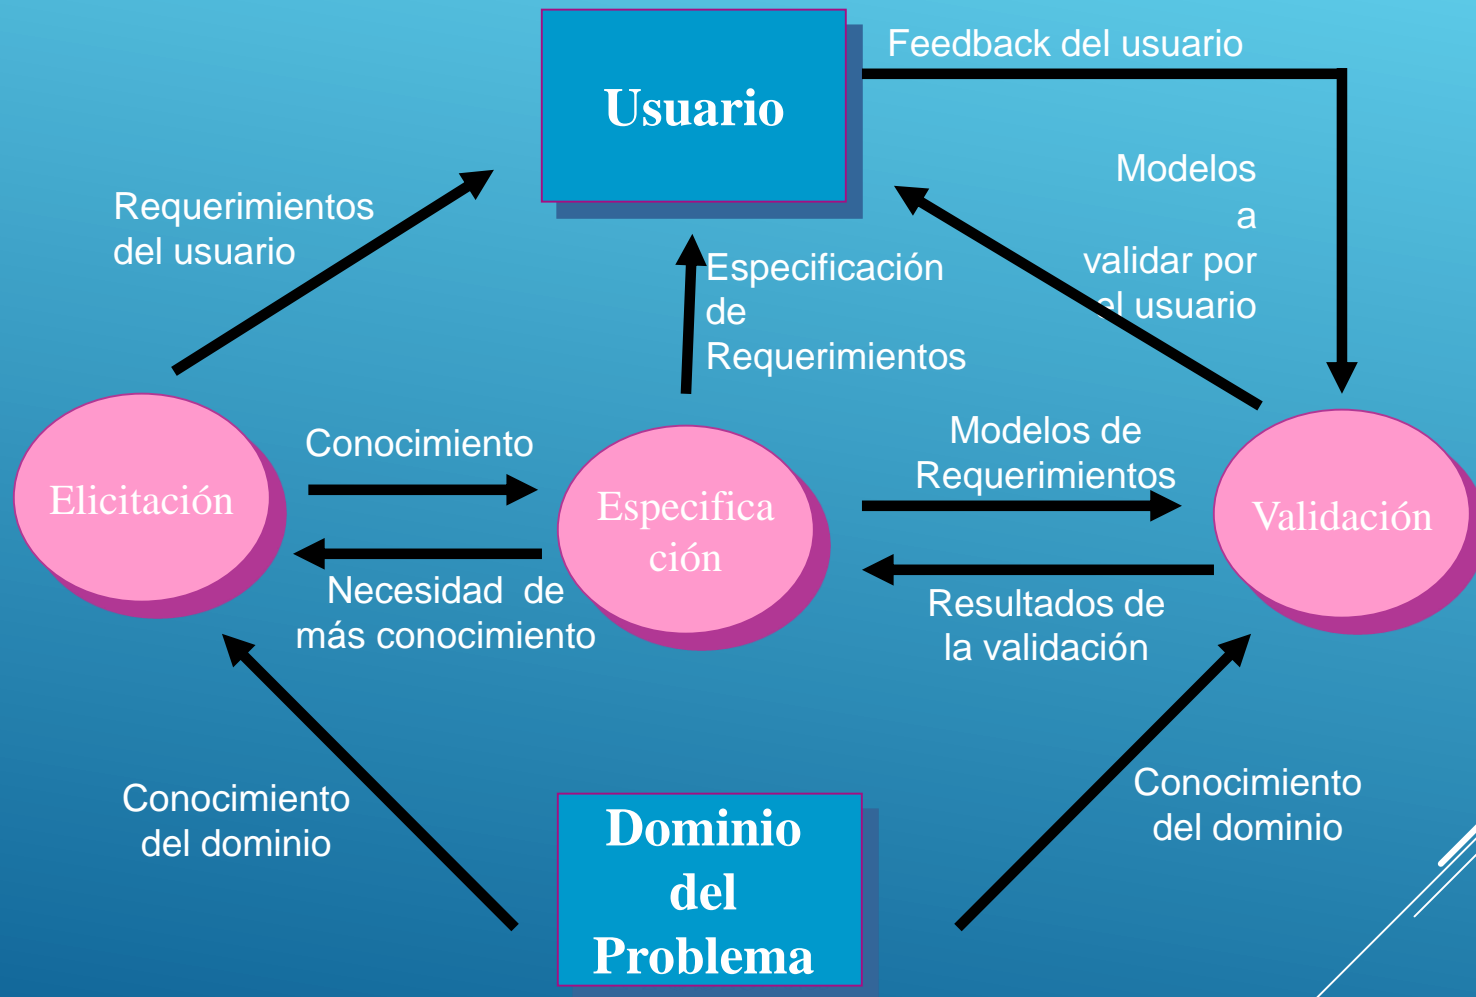 Usuario
Feedback del usuario
Requerimientos
del usuario
Modelos
a
validar por
el usuario
Especificación
de
Requerimientos
Elicitación
Conocimiento
Necesidad de
más conocimiento
Especifica
ción
Modelos de
Requerimientos
Resultados de
la validación
Validación
Conocimiento
del dominio
Dominio
del
Problema
Conocimiento
del dominio